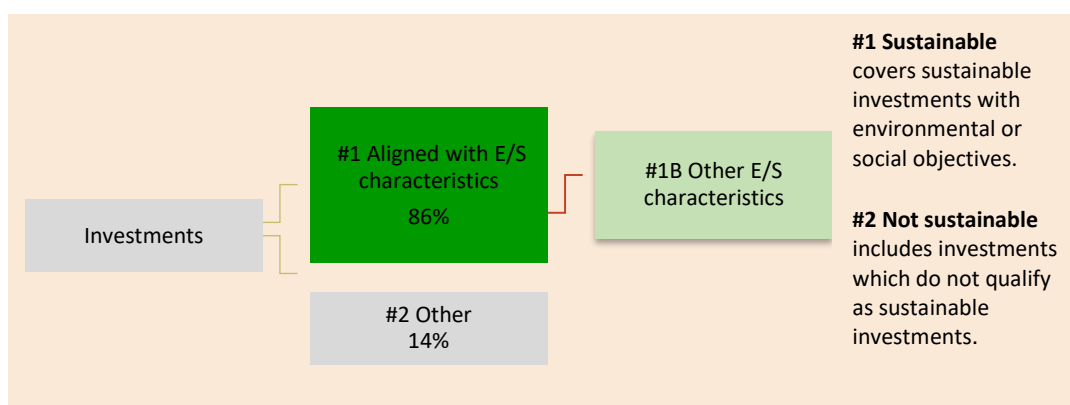 Investments
#1 Aligned with E/S
characteristics
86%
#2 Other
14%
#1B Other E/S
characteristics
#1 Sustainable
covers sustainable
investments with
environmental or
social objectives.
#2 Not sustainable
includes investments
which do not qualify
as sustainable
investments.